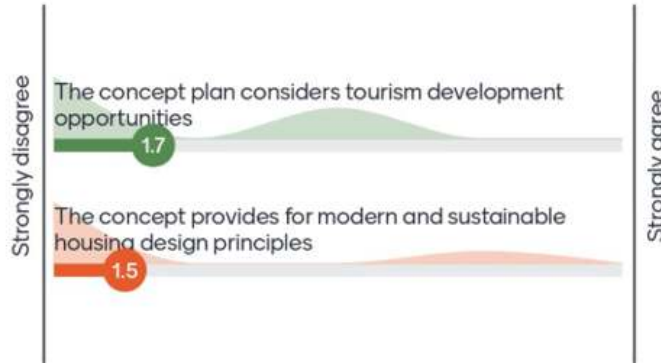 Strongly disagree
The concept plan considers tourism development
opportunities
1.7
The concept provides for modern and sustainable
housing design principles
1.5
Strongly agree